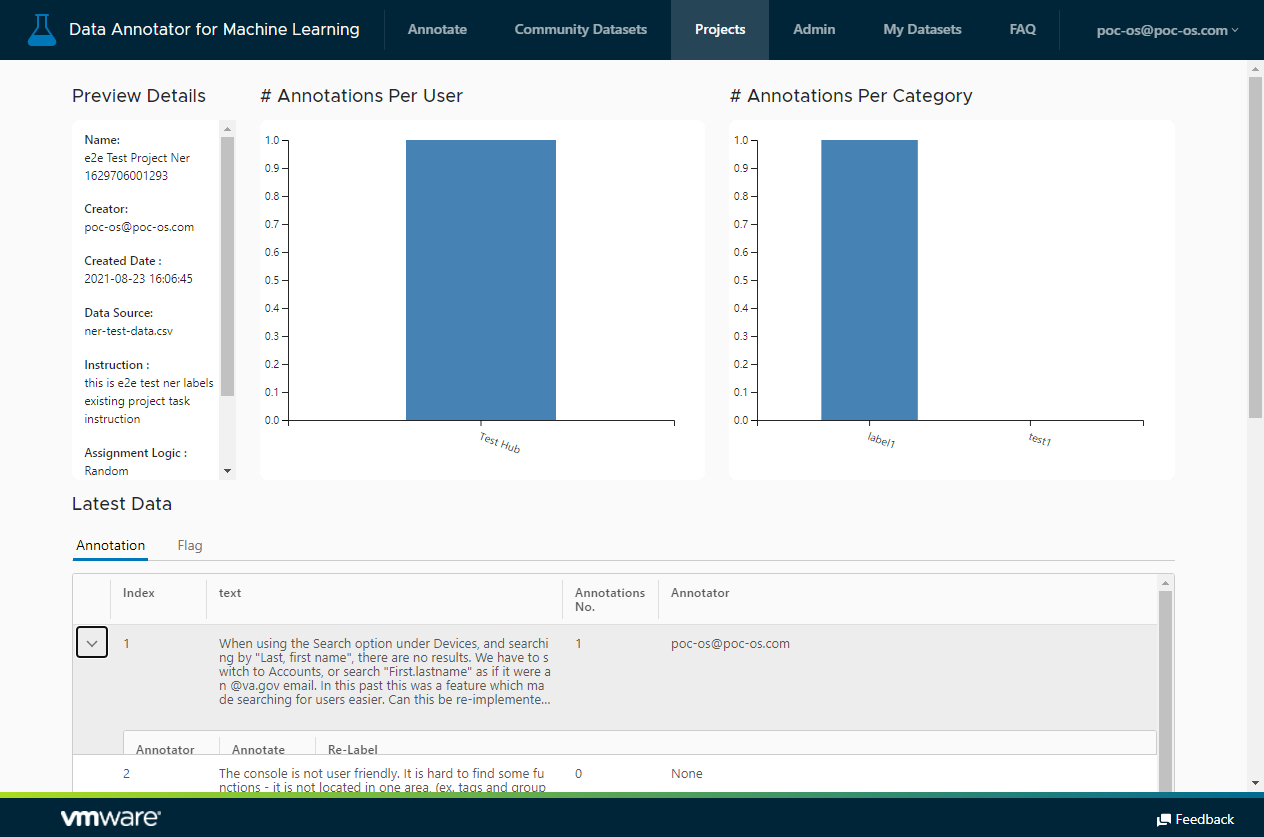 Data Annotator for Machine Learning
Annotate
Community Datasets
Projects
Admin
My Datasets
FAQ
poc-os@poc-os.com
Preview Details
# Annotations Per User
# Annotations Per Category
Name:
e2e Test Project Ner
1629706001293
Creator:
poc-os@poc-os.com
Created Date :
2021-08-23 16:06:45
Data Source:
ner-test-data.csv
Instruction :
this is e2e test ner labels
existing project task
instruction
Assignment Logic :
Random
1.0
0.9
0.8
0.7
0.6
0.5
0.4
0.3
0.2
0.1
0.0
Test Hub
1.0
0.9
0.8
0.7
0.6
0.5
0.4
0.3
0.2
0.1
0.0
label1
test1
Latest Data
Annotation
Flag
Index
text
Annotations
No.
Annotator
1
When using the Search option under Devices, and searchi
ng by "Last, first name", there are no results. We have to s
witch to Accounts, or search "First.lastname" as if it were a
n @va.gov email. In this past this was a feature which ma
de searching for users easier. Can this be re-implemente...
1
poc-os@poc-os.com
Annotator
Annotate
Re-Label
2
The console is not user friendly. It is hard to find some fu
nctions - it is not located in one area, (ex. tags and group
0
None
vmware
Feedback